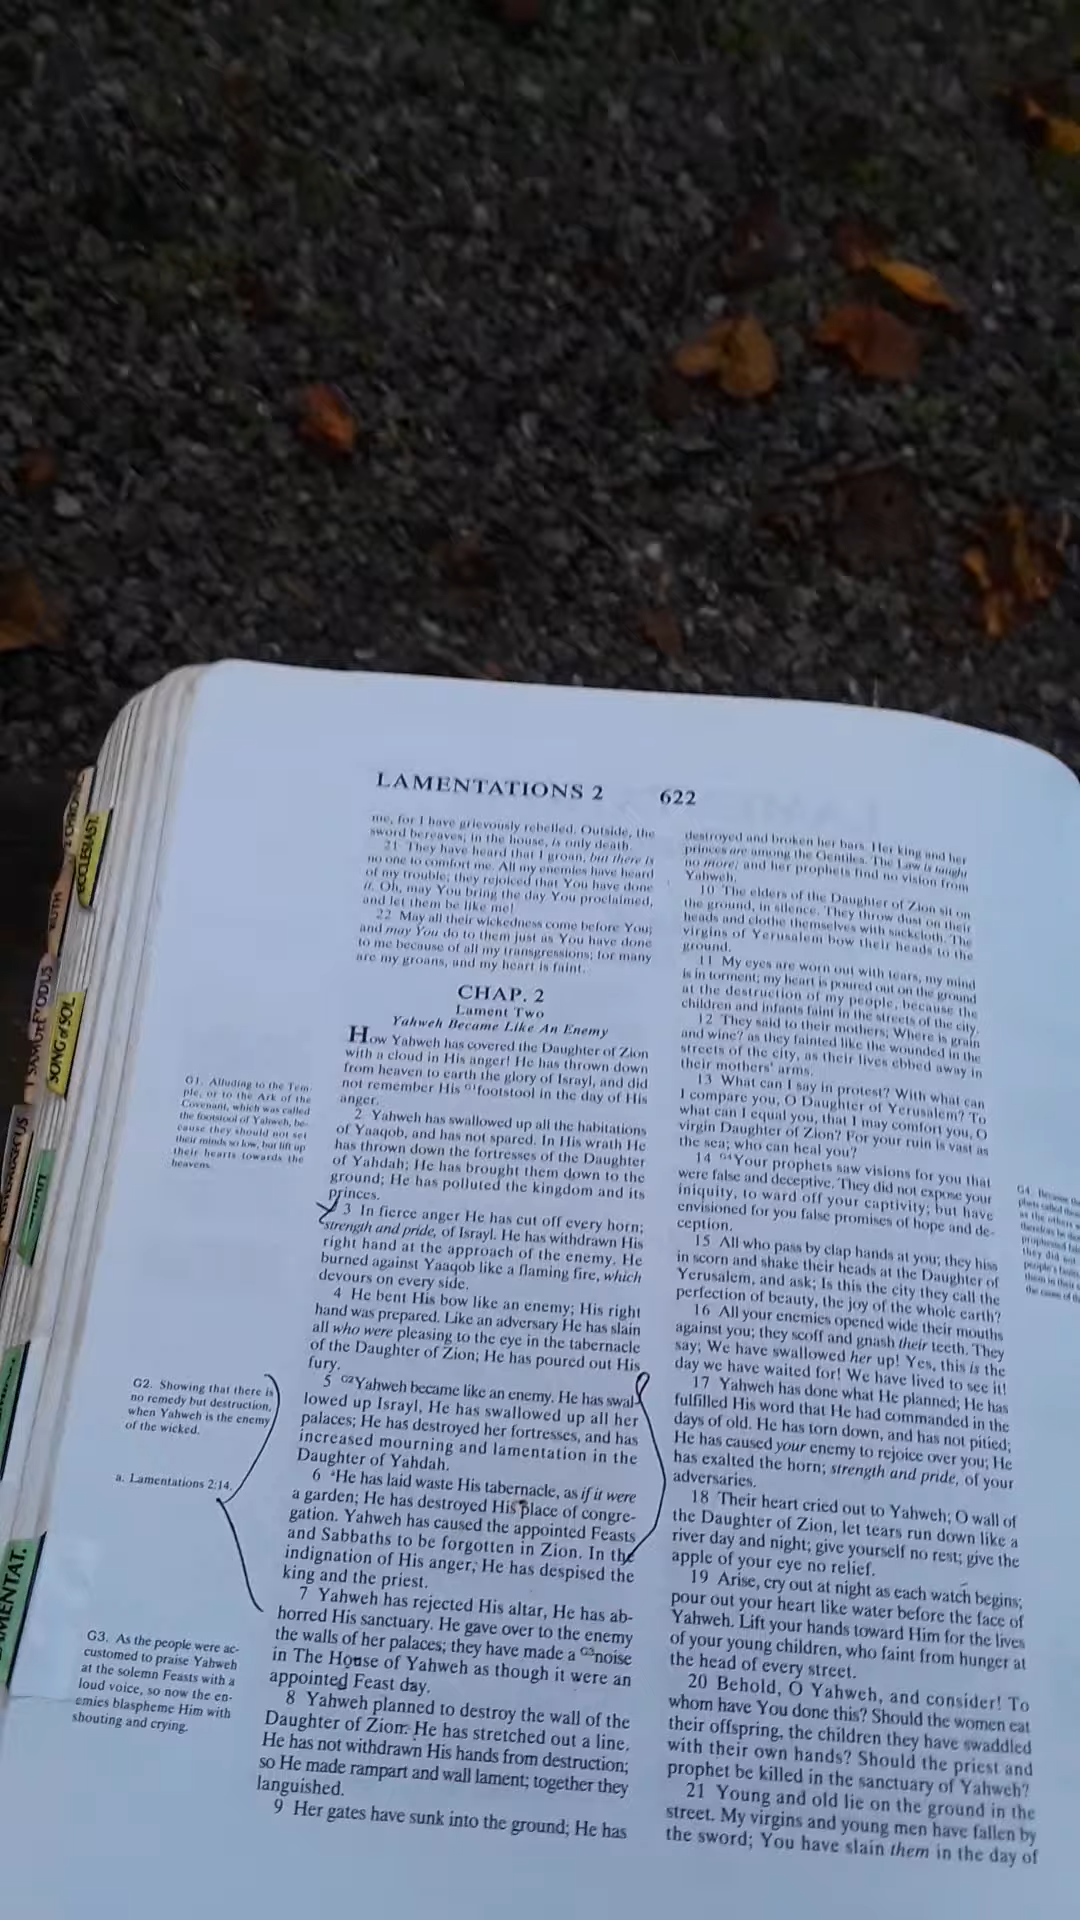 LAMENTATIONS 2 622
me, for I have grievously rebelled. Outside, the
sword bereaves; in the house, is only death.
21 They have heard that I groan, but there is
no one to comfort me. All my enemies have heard
of my trouble; they rejoiced that You have done
it. Oh, may You bring the day You proclaimed,
and let them be like me!
22 May all their wickedness come before You;
and may You do to them just as You have done
to me because of all my transgressions; for many
are my groans, and my heart is faint.
CHAP. 2
Lament Two
Yahweh Became Like An Enemy
How Yahweh has covered the Daughter of Zion
with a cloud in His anger! He has thrown down
from heaven to earth the glory of Israyl, and did
not remember His G1footstool in the day of His
anger.
2 Yahweh has swallowed up all the habitations
of Yaaqob, and has not spared. In His wrath He
has thrown down the fortresses of the Daughter
of Yahdah; He has brought them down to the
ground; He has polluted the kingdom and its
princes.
3 In fierce anger He has cut off every horn;
strength and pride, of Israyl. He has withdrawn His
right hand at the approach of the enemy. He
burned against Yaaqob like a flaming fire, which
devours on every side.
4 He bent His bow like an enemy; His right
hand was prepared. Like an adversary He has slain
all who were pleasing to the eye in the tabernacle
of the Daughter of Zion; He has poured out His
fury.
5 G2Yahweh became like an enemy. He has swal-
lowed up Israyl, He has swallowed up all her
palaces; He has destroyed her fortresses, and has
increased mourning and lamentation in the
Daughter of Yahdah.
6 aHe has laid waste His tabernacle, as if it were
a garden; He has destroyed His place of congre-
gation. Yahweh has caused the appointed Feasts
and Sabbaths to be forgotten in Zion. In the
indignation of His anger; He has despised the
king and the priest.
7 Yahweh has rejected His altar, He has ab-
horred His sanctuary. He gave over to the enemy
the walls of her palaces; they have made a G3noise
in The House of Yahweh as though it were an
appointed Feast day.
8 Yahweh planned to destroy the wall of the
Daughter of Zion. He has stretched out a line.
He has not withdrawn His hands from destruction;
so He made rampart and wall lament; together they
languished.
9 Her gates have sunk into the ground; He has
destroyed and broken her bars. Her king and her
princes are among the Gentiles. The Law is taught
no more; and her prophets find no vision from
Yahweh.
10 The elders of the Daughter of Zion sit on
the ground, in silence. They throw dust on their
heads and clothe themselves with sackcloth. The
virgins of Yerusalem bow their heads to the
ground.
11 My eyes are worn out with tears, my mind
is in torment; my heart is poured out on the ground
at the destruction of my people, because the
children and infants faint in the streets of the city.
12 They said to their mothers; Where is grain
and wine? as they fainted like the wounded in the
streets of the city, as their lives ebbed away in
their mothers' arms.
13 What can I say in protest? With what can
I compare you, O Daughter of Yerusalem? To
what can I equal you, that I may comfort you, O
virgin Daughter of Zion? For your ruin is vast as
the sea; who can heal you?
14 G4Your prophets saw visions for you that
were false and deceptive. They did not expose your
iniquity, to ward off your captivity; but have
envisioned for you false promises of hope and de-
ception.
15 All who pass by clap hands at you; they hiss
in scorn and shake their heads at the Daughter of
Yerusalem, and ask; Is this the city they call the
perfection of beauty, the joy of the whole earth?
16 All your enemies opened wide their mouths
against you; they scoff and gnash their teeth. They
say; We have swallowed her up! Yes, this is the
day we have waited for! We have lived to see it!
17 Yahweh has done what He planned; He has
fulfilled His word that He had commanded in the
days of old. He has torn down, and has not pitied;
He has caused your enemy to rejoice over you; He
has exalted the horn; strength and pride, of your
adversaries.
18 Their heart cried out to Yahweh; O wall of
the Daughter of Zion, let tears run down like a
river day and night; give yourself no rest; give the
apple of your eye no relief.
19 Arise, cry out at night as each watch begins;
pour out your heart like water before the face of
Yahweh. Lift your hands toward Him for the lives
of your young children, who faint from hunger at
the head of every street.
20 Behold, O Yahweh, and consider! To
whom have You done this? Should the women eat
their offspring, the children they have swaddled
with their own hands? Should the priest and
prophet be killed in the sanctuary of Yahweh?
21 Young and old lie on the ground in the
street. My virgins and young men have fallen by
the sword; You have slain them in the day of
G1. Alluding to the Tem-
ple, or to the Ark of the
Covenant, which was called
the footstool of Yahweh, be-
cause they should not set
their minds so low, but lift up
their hearts towards the
heavens.
G2. Showing that there is
no remedy but destruction,
when Yahweh is the enemy
of the wicked.
a. Lamentations 2:14.
G3. As the people were ac-
customed to praise Yahweh
at the solemn Feasts with a
loud voice, so now the en-
emies blaspheme Him with
shouting and crying.
G4. Because the
2 CHRON
ECCLESIAST.
RUTH
EXODUS
1 SAMUEL
SONG of SOL
MENTAT.